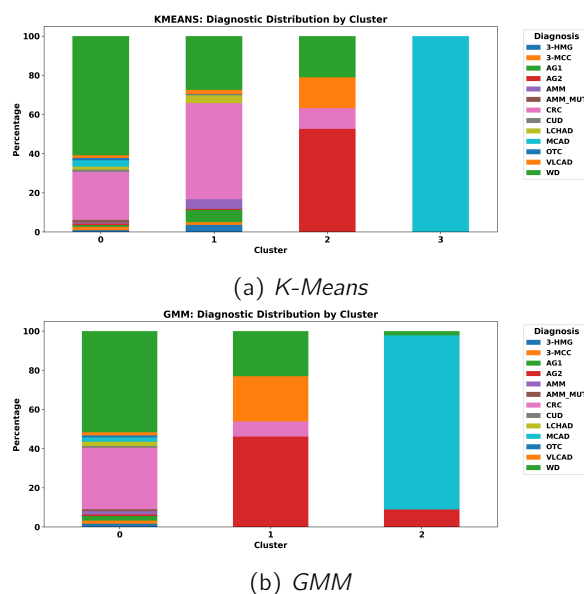 KMEANS: Diagnostic Distribution by Cluster
100
80
60
40
20
0
Percentage
0 1 2 3
Cluster
Diagnosis
3-HMG
3-MCC
AG1
AG2
AMM
AMM_MUT
CRC
CUD
LCHAD
MCAD
OTC
VLCAD
WD
(a) K-Means
GMM: Diagnostic Distribution by Cluster
100
80
60
40
20
0
Percentage
0 1 2
Cluster
Diagnosis
3-HMG
3-MCC
AG1
AG2
AMM
AMM_MUT
CRC
CUD
LCHAD
MCAD
OTC
VLCAD
WD
(b) GMM